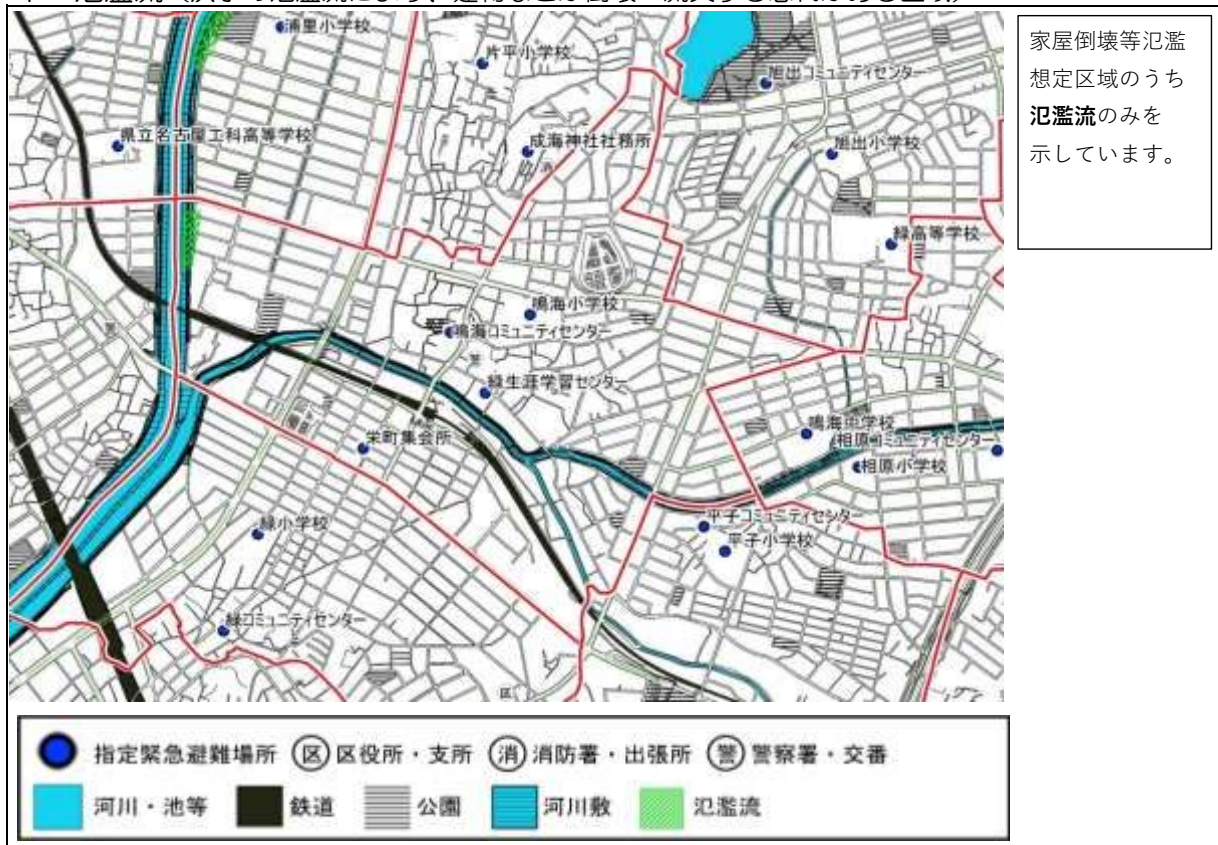 家屋倒壊等氾濫
想定区域のうち
氾濫流のみを
示しています。
浦里小学校
片平小学校
旭出コミュニティセンター
県立名古屋工科高等学校
成海神社社務所
旭出小学校
消
緑高等学校
鳴海小学校
鳴海コミュニティセンター
緑生涯学習センター
栄町集会所
鳴海中学校
相原コミュニティセンター
相原小学校
緑小学校
平子コミュニティセンター
平子小学校
緑コミュニティセンター
区
指定緊急避難場所 区 区役所・支所 消 消防署・出張所 警 警察署・交番
河川・池等 鉄道 公園 河川敷 氾濫流